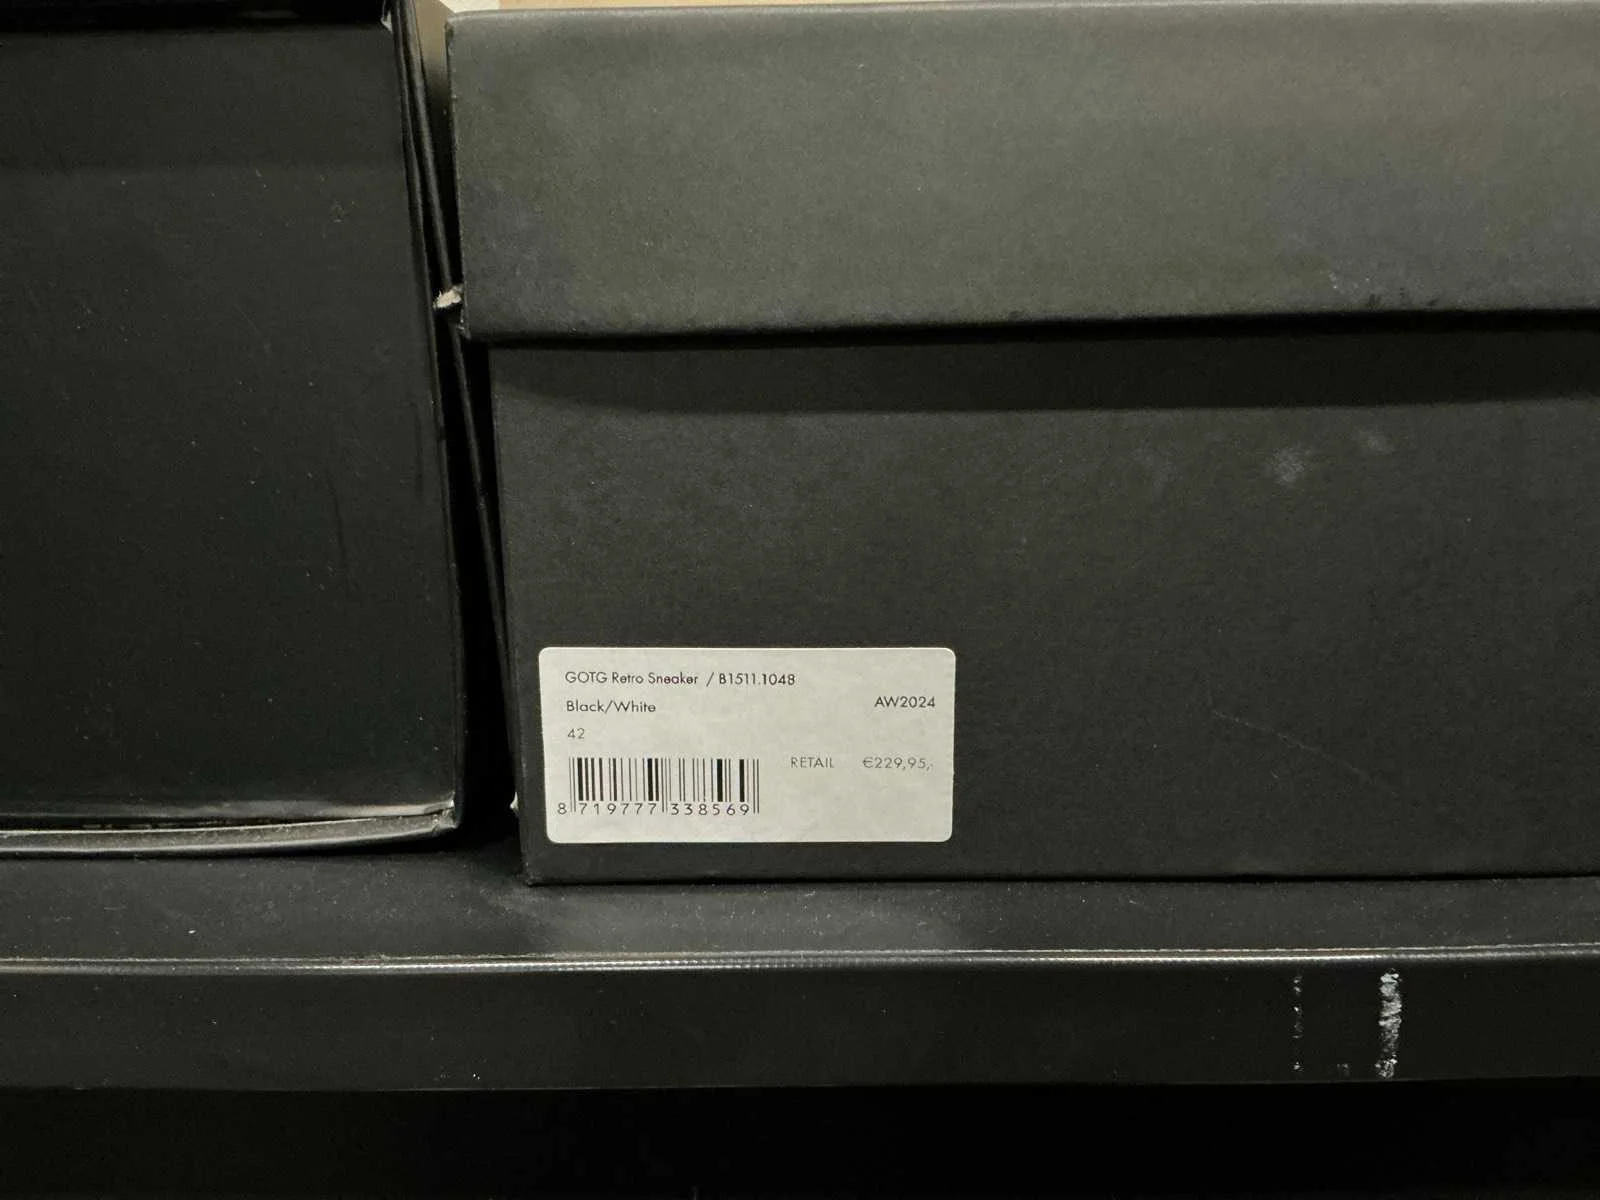 GOTG Retro Sneaker / B1511.1048
Black/White AW2024
42
RETAIL €229,95,-
8 719777 338569